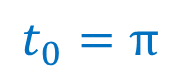 t₀ = π